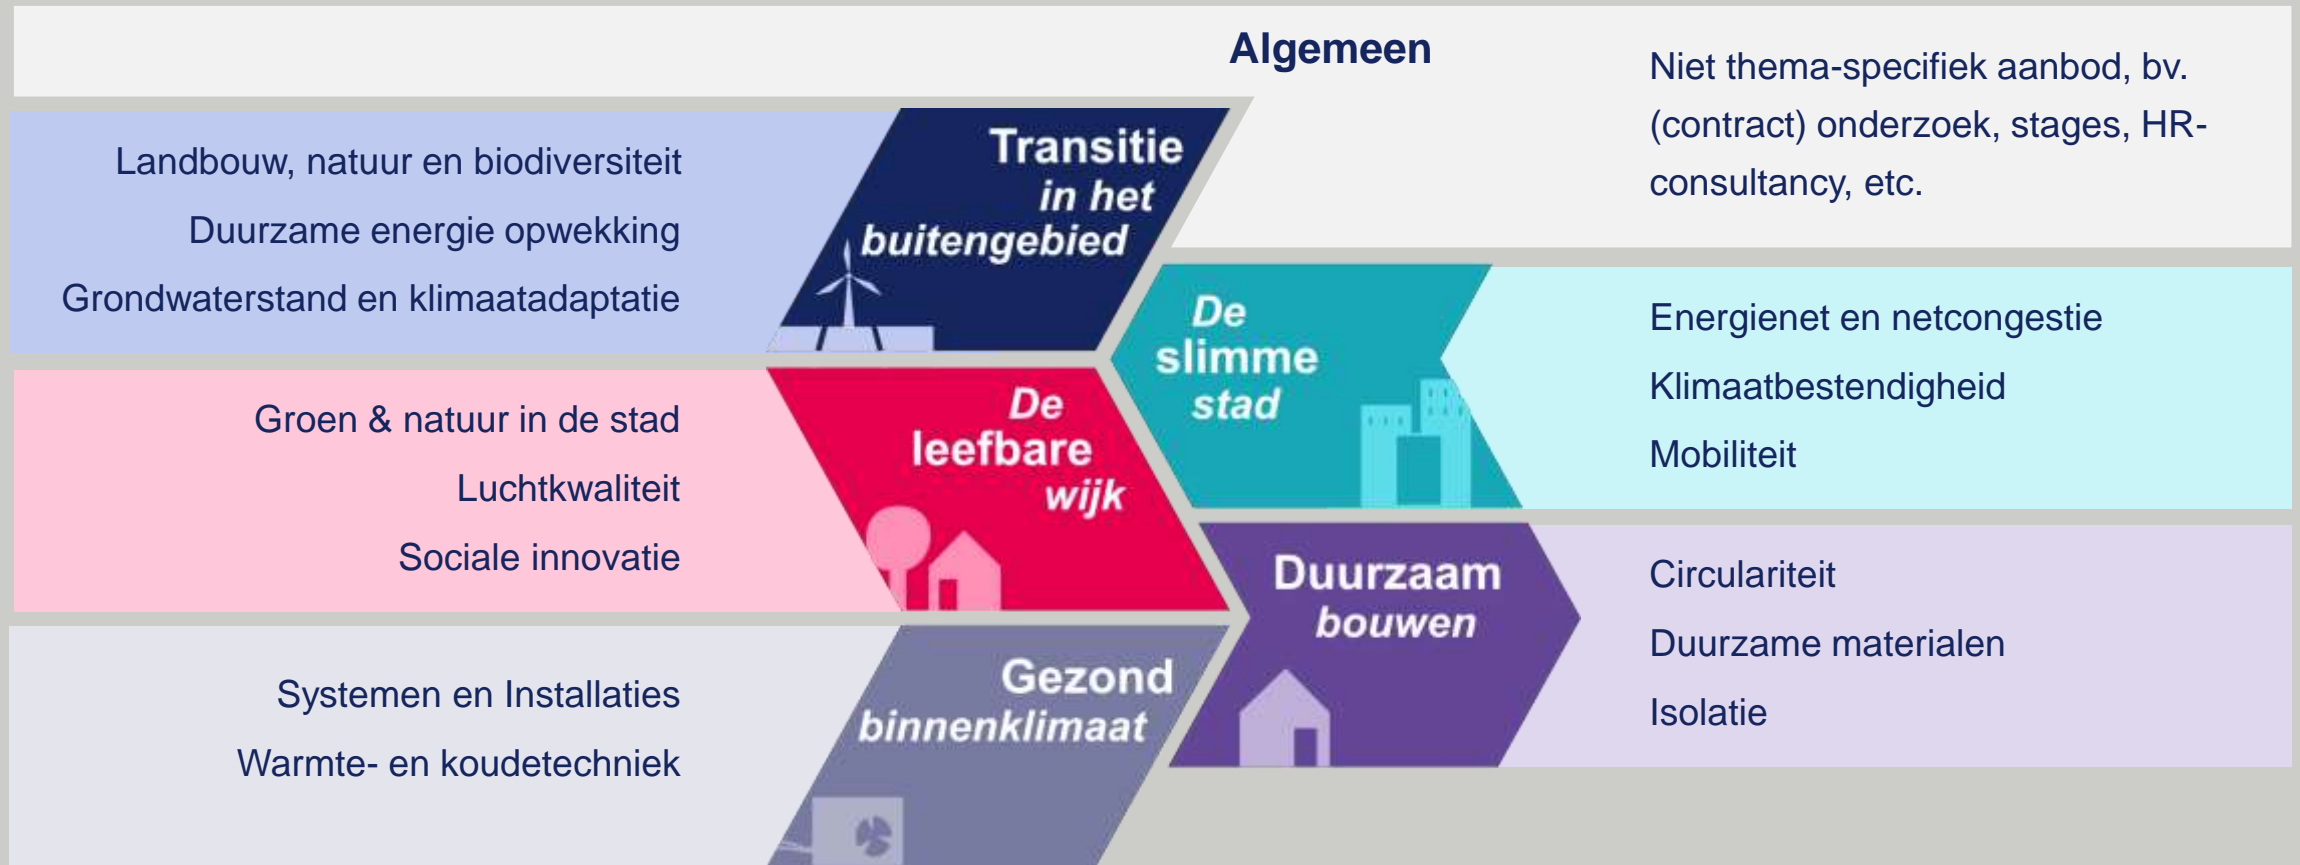 Algemeen
Niet thema-specifiek aanbod, bv.
(contract) onderzoek, stages, HR-
consultancy, etc.
Landbouw, natuur en biodiversiteit
Duurzame energie opwekking
Grondwaterstand en klimaatadaptatie
Transitie
in het
buitengebied
De
slimme
stad
Energienet en netcongestie
Klimaatbestendigheid
Mobiliteit
Groen & natuur in de stad
Luchtkwaliteit
Sociale innovatie
De
leefbare
wijk
Duurzaam
bouwen
Circulariteit
Duurzame materialen
Isolatie
Systemen en Installaties
Warmte- en koudetechniek
Gezond
binnenklimaat